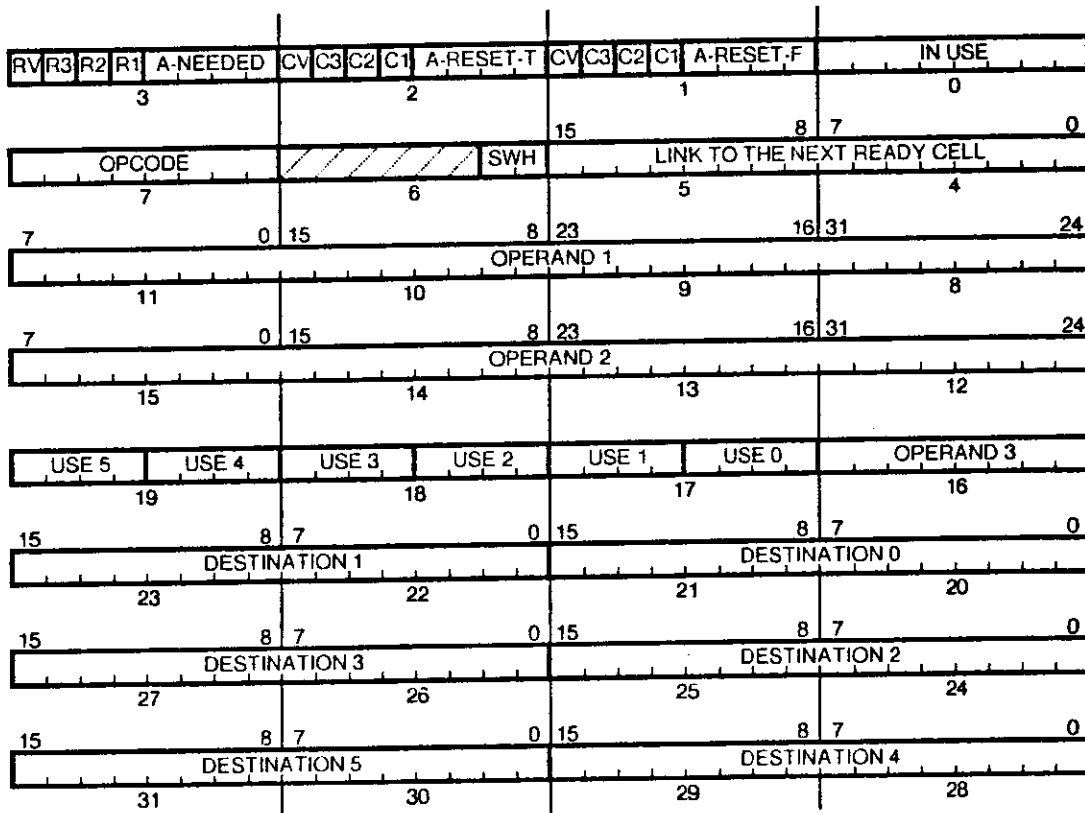 RV R3 R2 R1 A-NEEDED CV C3 C2 C1 A-RESET-T CV C3 C2 C1 A-RESET-F IN USE
3 2 1 0
15 8 7 0
OPCODE SWH LINK TO THE NEXT READY CELL
7 6 5 4
7 0 15 8 23 16 31 24
OPERAND 1
11 10 9 8
7 0 15 8 23 16 31 24
OPERAND 2
15 14 13 12
USE 5 USE 4 USE 3 USE 2 USE 1 USE 0 OPERAND 3
19 18 17 16
15 8 7 0 15 8 7 0
DESTINATION 1 DESTINATION 0
23 22 21 20
15 8 7 0 15 8 7 0
DESTINATION 3 DESTINATION 2
27 26 25 24
15 8 7 0 15 8 7 0
DESTINATION 5 DESTINATION 4
31 30 29 28